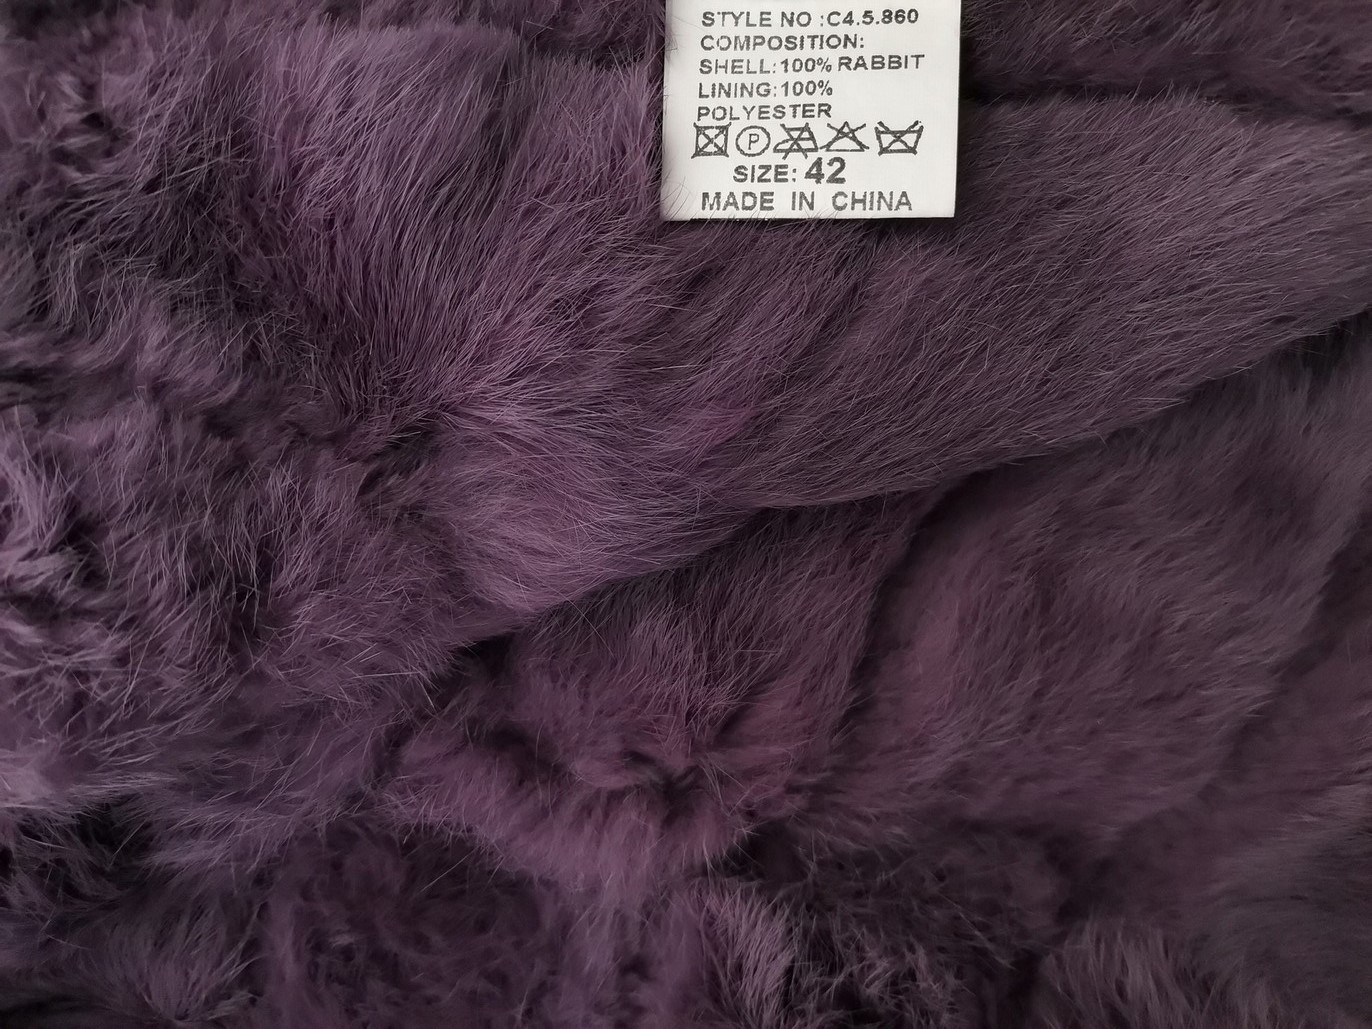 STYLE NO :C4.5.860
COMPOSITION:
SHELL:100% RABBIT
LINING:100%
POLYESTER
P
SIZE: 42
MADE IN CHINA